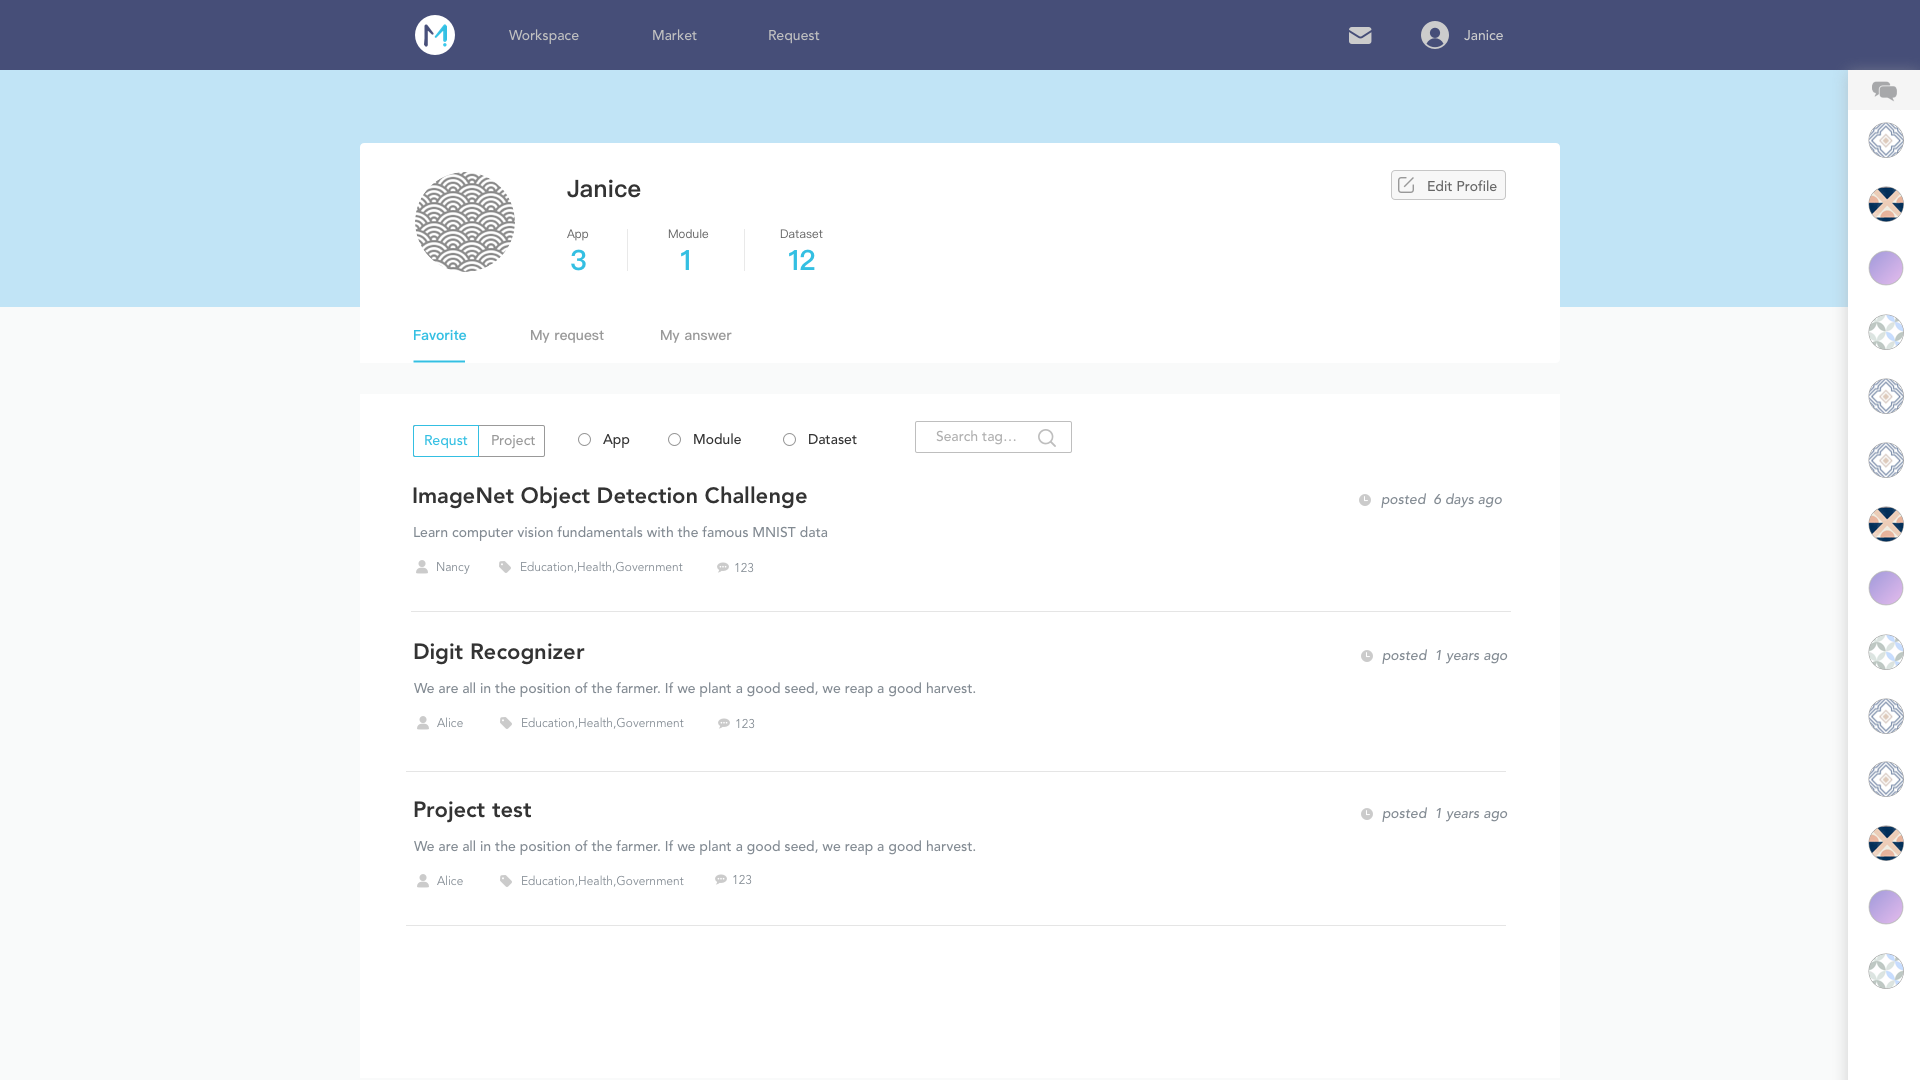 M Workspace Market Request Janice
Janice
Edit Profile
App Module Dataset
3 1 12
Favorite My request My answer
Requst Project App Module Dataset Search tag...
ImageNet Object Detection Challenge posted 6 days ago
Learn computer vision fundamentals with the famous MNIST data
Nancy Education,Health,Government 123
Digit Recognizer posted 1 years ago
We are all in the position of the farmer. If we plant a good seed, we reap a good harvest.
Alice Education,Health,Government 123
Project test posted 1 years ago
We are all in the position of the farmer. If we plant a good seed, we reap a good harvest.
Alice Education,Health,Government 123